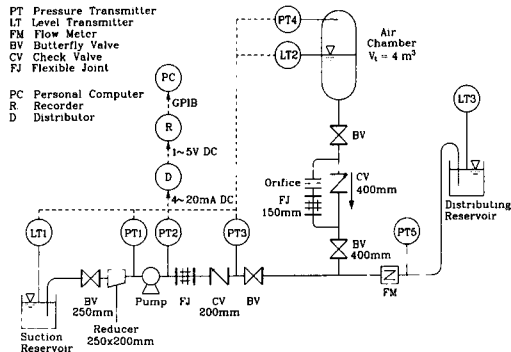 PT Pressure Transmitter
LT Level Transmitter
FM Flow Meter
BV Butterfly Valve
CV Check Valve
FJ Flexible Joint
PC Personal Computer
R Recorder
D Distributor
PC
GPIB
R
1~5V DC
D
4~20mA DC
PT4
LT2
Air
Chamber
Vt = 4 m³
BV
Orifice
FJ
150mm
CV
400mm
BV
400mm
LT3
Distributing
Reservoir
LT1
PT1
PT2
PT3
PT5
BV
250mm
Pump
FJ
CV
200mm
BV
FM
Reducer
250x200mm
Suction
Reservoir